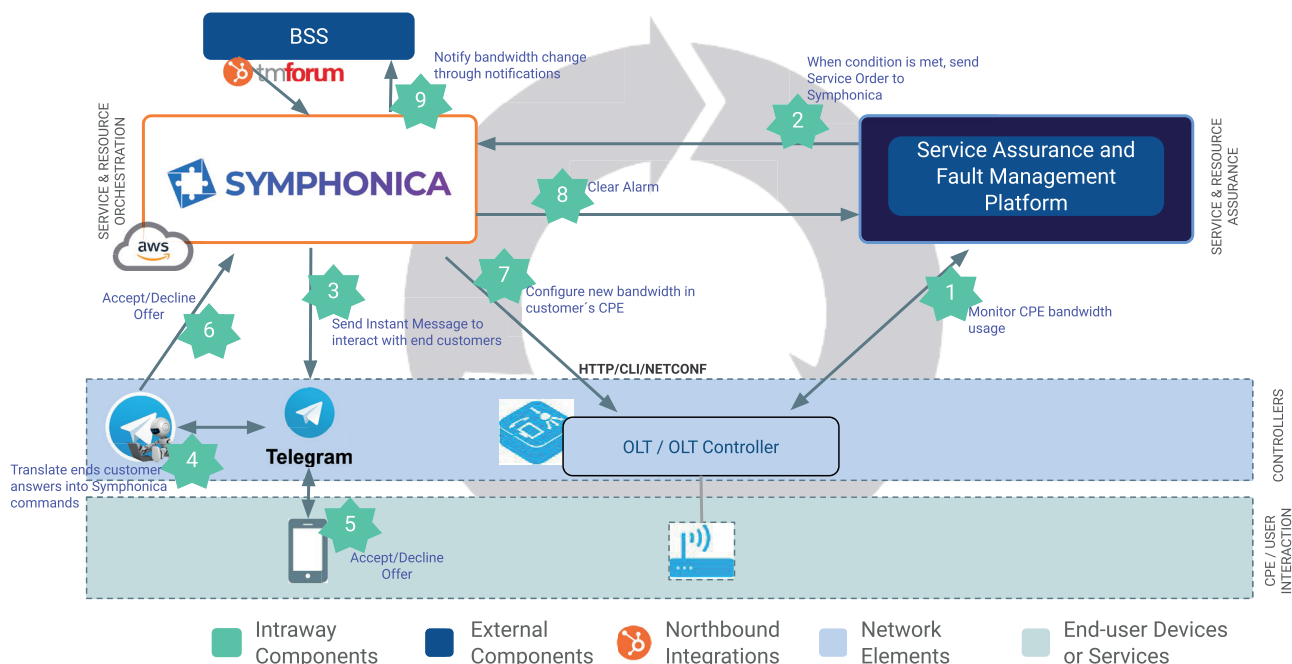 BSS
tmforum
Notify bandwidth change
through notifications
9
When condition is met, send
Service Order to
Symphonica
2
SERVICE & RESOURCE
ORCHESTRATION
SYMPHONICA
aws
Service Assurance and
Fault Management
Platform
SERVICE & RESOURCE
ASSURANCE
8
Clear Alarm
7
Configure new bandwidth in
customer´s CPE
1
Monitor CPE bandwidth
usage
Accept/Decline
Offer
6
3
Send Instant Message to
interact with end customers
HTTP/CLI/NETCONF
4
Translate ends customer
answers into Symphonica
commands
Telegram
OLT / OLT Controller
CONTROLLERS
5
Accept/Decline
Offer
CPE / USER
INTERACTION
Intraway
Components
External
Components
Northbound
Integrations
Network
Elements
End-user Devices
or Services